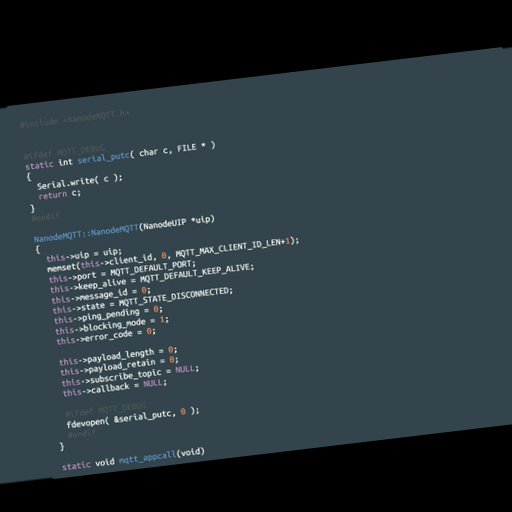 #include <NanodeMQTT.h>

#ifdef MQTT_DEBUG
static int serial_putc( char c, FILE * )
{
  Serial.write( c );
  return c;
}
#endif

NanodeMQTT::NanodeMQTT(NanodeUIP *uip)
{
  this->uip = uip;
  memset(this->client_id, 0, MQTT_MAX_CLIENT_ID_LEN+1);
  this->port = MQTT_DEFAULT_PORT;
  this->keep_alive = MQTT_DEFAULT_KEEP_ALIVE;
  this->message_id = 0;
  this->state = MQTT_STATE_DISCONNECTED;
  this->ping_pending = 0;
  this->blocking_mode = 1;
  this->error_code = 0;

  this->payload_length = 0;
  this->payload_retain = 0;
  this->subscribe_topic = NULL;
  this->callback = NULL;

  #ifdef MQTT_DEBUG
  fdevopen( &serial_putc, 0 );
  #endif
}

static void mqtt_appcall(void)